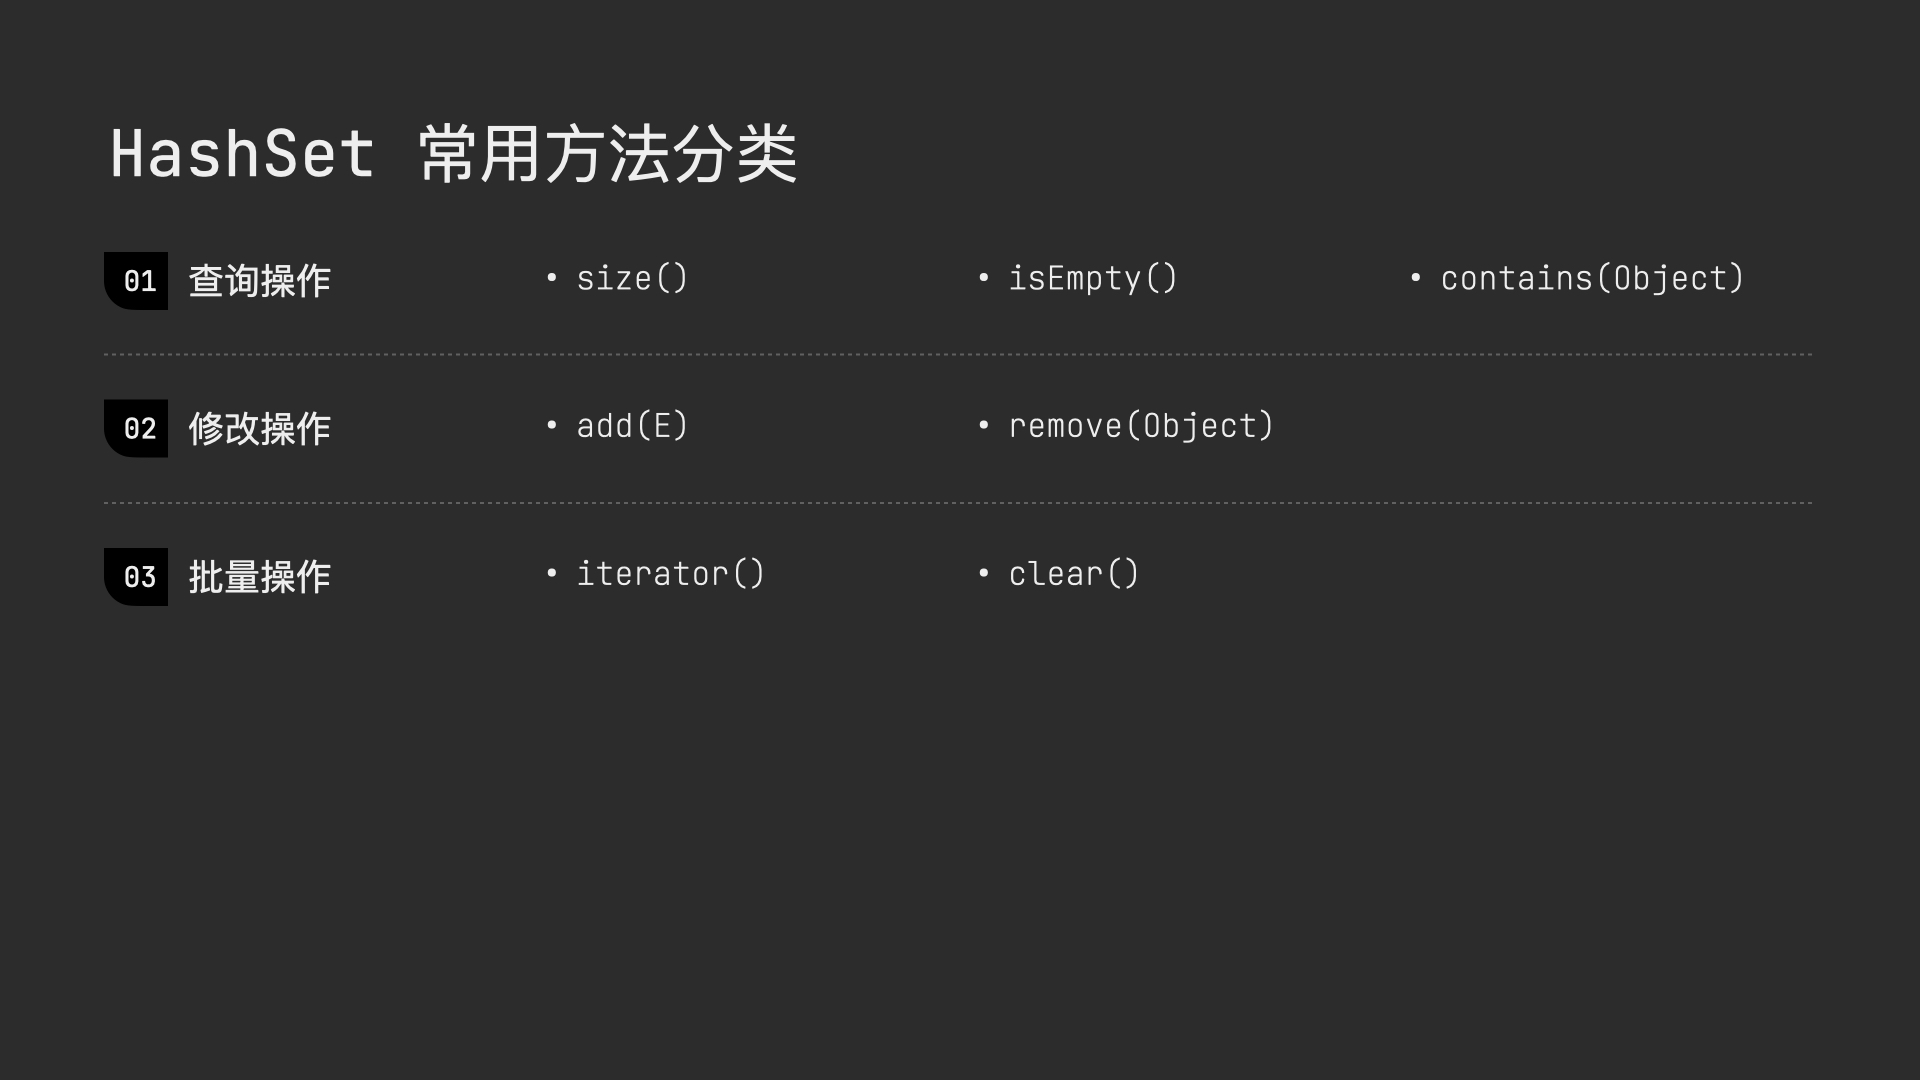 HashSet 常用方法分类
01 查询操作 • size() • isEmpty() • contains(Object)
02 修改操作 • add(E) • remove(Object)
03 批量操作 • iterator() • clear()